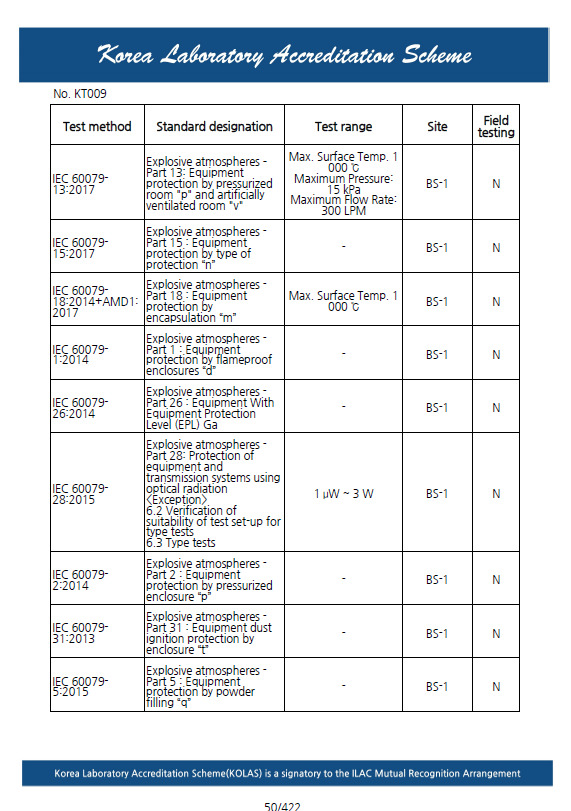 Korea Laboratory Accreditation Scheme
No. KT009
Test method
Standard designation
Test range
Site
Field
testing
IEC 60079-
13:2017
Explosive atmospheres -
Part 13: Equipment
protection by pressurized
room "p" and artificially
ventilated room "v"
Max. Surface Temp. 1
000 ℃
Maximum Pressure:
15 kPa
Maximum Flow Rate:
300 LPM
BS-1
N
IEC 60079-
15:2017
Explosive atmospheres -
Part 15 : Equipment
protection by type of
protection “n”
-
BS-1
N
IEC 60079-
18:2014+AMD1:
2017
Explosive atmospheres -
Part 18 : Equipment
protection by
encapsulation “m”
Max. Surface Temp. 1
000 ℃
BS-1
N
IEC 60079-
1:2014
Explosive atmospheres -
Part 1 : Equipment
protection by flameproof
enclosures “d”
-
BS-1
N
IEC 60079-
26:2014
Explosive atmospheres -
Part 26 : Equipment With
Equipment Protection
Level (EPL) Ga
-
BS-1
N
IEC 60079-
28:2015
Explosive atmospheres -
Part 28: Protection of
equipment and
transmission systems using
optical radiation
<Exception>
6.2 Verification of
suitability of test set-up for
type tests
6.3 Type tests
1 μW ~ 3 W
BS-1
N
IEC 60079-
2:2014
Explosive atmospheres -
Part 2 : Equipment
protection by pressurized
enclosure “p”
-
BS-1
N
IEC 60079-
31:2013
Explosive atmospheres -
Part 31 : Equipment dust
ignition protection by
enclosure “t”
-
BS-1
N
IEC 60079-
5:2015
Explosive atmospheres -
Part 5 : Equipment
protection by powder
filling “q”
-
BS-1
N
Korea Laboratory Accreditation Scheme(KOLAS) is a signatory to the ILAC Mutual Recognition Arrangement
50/422